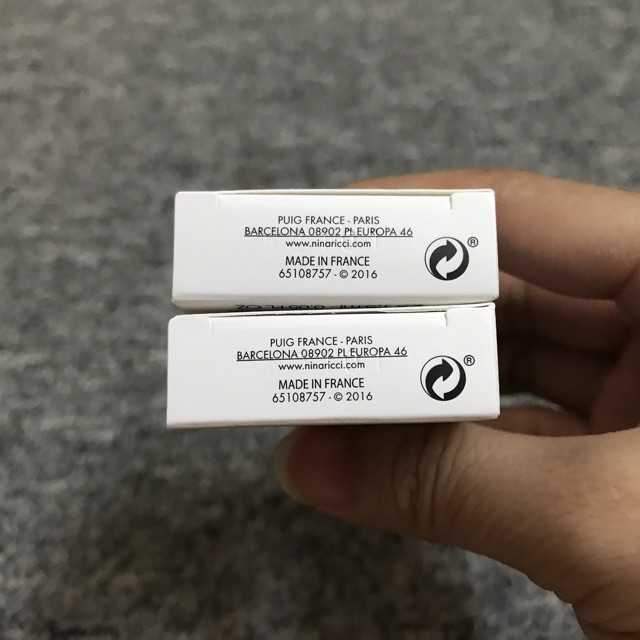 PUIG FRANCE - PARIS
BARCELONA 08902 PL EUROPA 46
www.ninaricci.com
MADE IN FRANCE
65108757 - © 2016
®
PUIG FRANCE - PARIS
BARCELONA 08902 PL EUROPA 46
www.ninaricci.com
MADE IN FRANCE
65108757 - © 2016
®